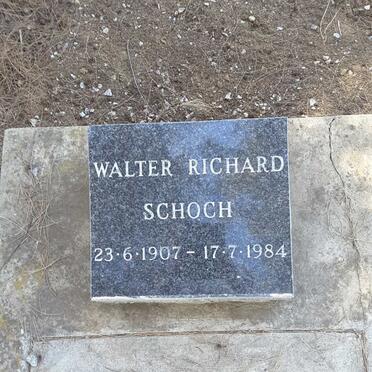 WALTER RICHARD
SCHOCH
23·6·1907 - 17·7·1984